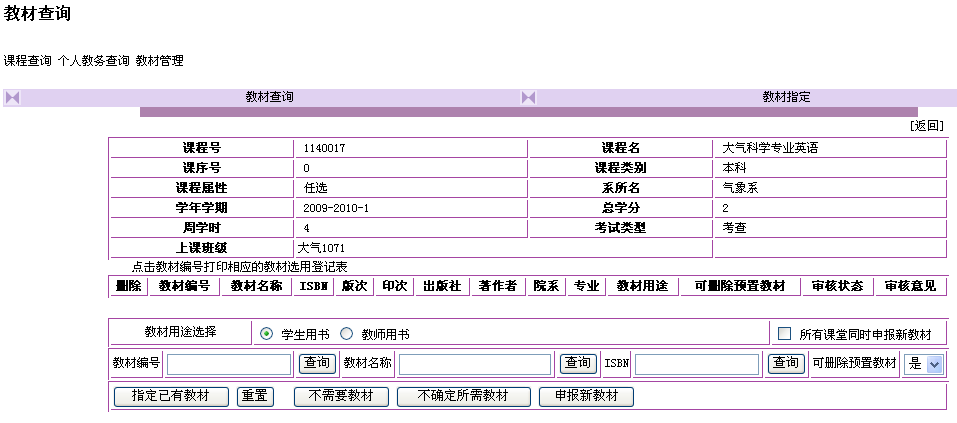 教材查询
课程查询 个人教务查询 教材管理
教材查询 教材指定
[返回]
课程号 1140017 课程名 大气科学专业英语
课序号 0 课程类别 本科
课程属性 任选 系所名 气象系
学年学期 2009-2010-1 总学分 2
周学时 4 考试类型 考查
上课班级 大气1071
点击教材编号打印相应的教材选用登记表
删除 教材编号 教材名称 ISBN 版次 印次 出版社 著作者 院系 专业 教材用途 可删除预置教材 审核状态 审核意见
教材用途选择 学生用书 教师用书 所有课堂同时申报新教材
教材编号 查询 教材名称 查询 ISBN 查询 可删除预置教材 是
指定已有教材 重置 不需要教材 不确定所需教材 申报新教材